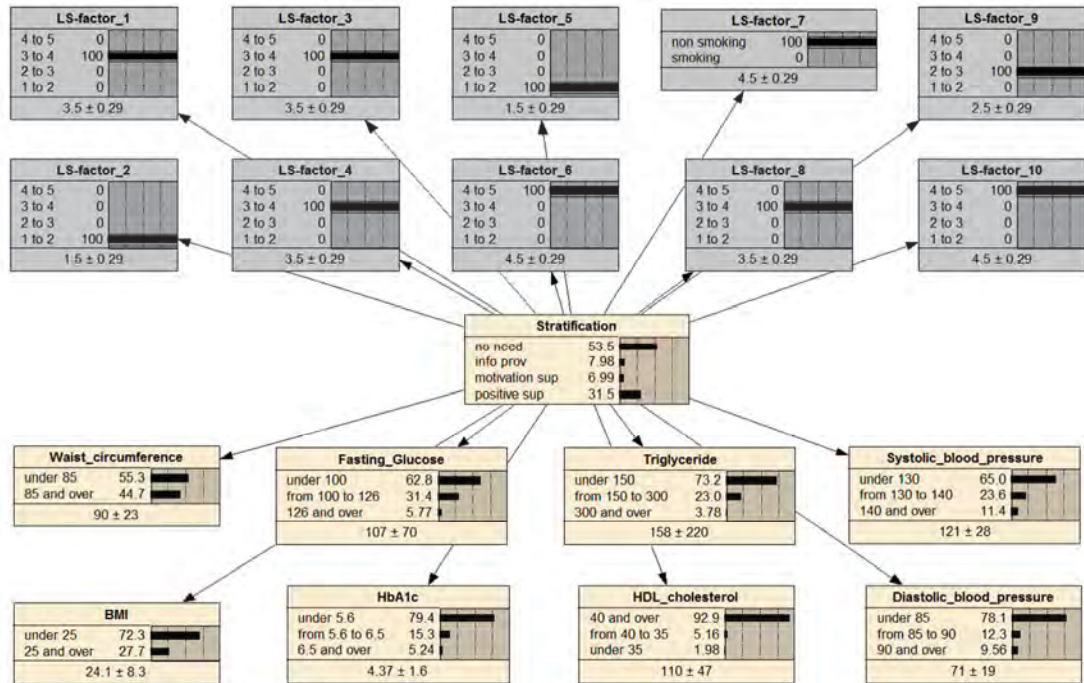 LS-factor_1
4 to 5 0
3 to 4 100
2 to 3 0
1 to 2 0
3.5 ± 0.29
LS-factor_3
4 to 5 0
3 to 4 100
2 to 3 0
1 to 2 0
3.5 ± 0.29
LS-factor_5
4 to 5 0
3 to 4 0
2 to 3 0
1 to 2 100
1.5 ± 0.29
LS-factor_7
non smoking 100
smoking 0
4.5 ± 0.29
LS-factor_9
4 to 5 0
3 to 4 0
2 to 3 100
1 to 2 0
2.5 ± 0.29
LS-factor_2
4 to 5 0
3 to 4 0
2 to 3 0
1 to 2 100
1.5 ± 0.29
LS-factor_4
4 to 5 0
3 to 4 100
2 to 3 0
1 to 2 0
3.5 ± 0.29
LS-factor_6
4 to 5 100
3 to 4 0
2 to 3 0
1 to 2 0
4.5 ± 0.29
LS-factor_8
4 to 5 0
3 to 4 100
2 to 3 0
1 to 2 0
3.5 ± 0.29
LS-factor_10
4 to 5 100
3 to 4 0
2 to 3 0
1 to 2 0
4.5 ± 0.29
Stratification
no need 53.5
info prov 7.98
motivation sup 6.99
positive sup 31.5
Waist_circumference
under 85 55.3
85 and over 44.7
90 ± 23
Fasting_Glucose
under 100 62.8
from 100 to 126 31.4
126 and over 5.77
107 ± 70
Triglyceride
under 150 73.2
from 150 to 300 23.0
300 and over 3.78
158 ± 220
Systolic_blood_pressure
under 130 65.0
from 130 to 140 23.6
140 and over 11.4
121 ± 28
BMI
under 25 72.3
25 and over 27.7
24.1 ± 8.3
HbA1c
under 5.6 79.4
from 5.6 to 6.5 15.3
6.5 and over 5.24
4.37 ± 1.6
HDL_cholesterol
40 and over 92.9
from 40 to 35 5.16
under 35 1.98
110 ± 47
Diastolic_blood_pressure
under 85 78.1
from 85 to 90 12.3
90 and over 9.56
71 ± 19